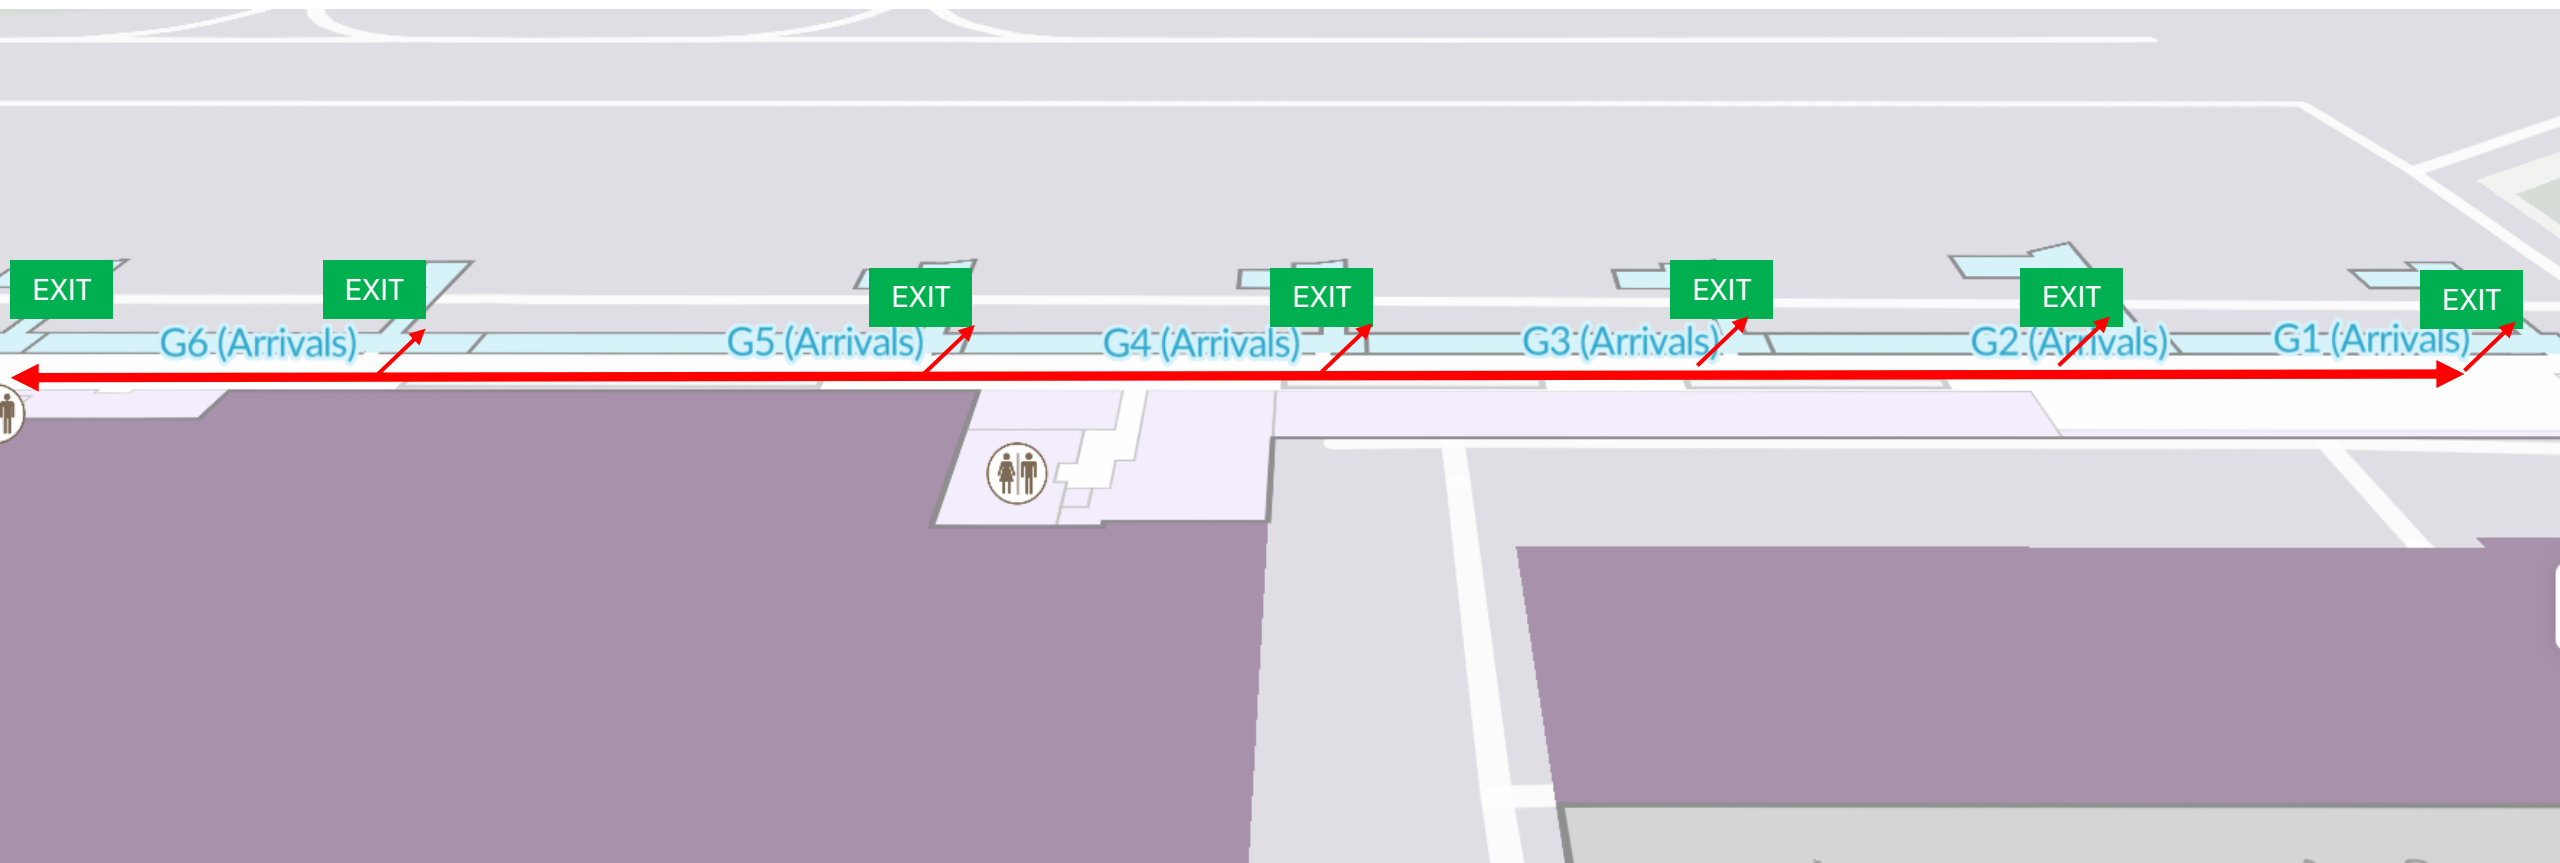 EXIT
EXIT
EXIT
EXIT
EXIT
EXIT
EXIT
G6 (Arrivals)
G5 (Arrivals)
G4 (Arrivals)
G3 (Arrivals)
G2 (Arrivals)
G1 (Arrivals)